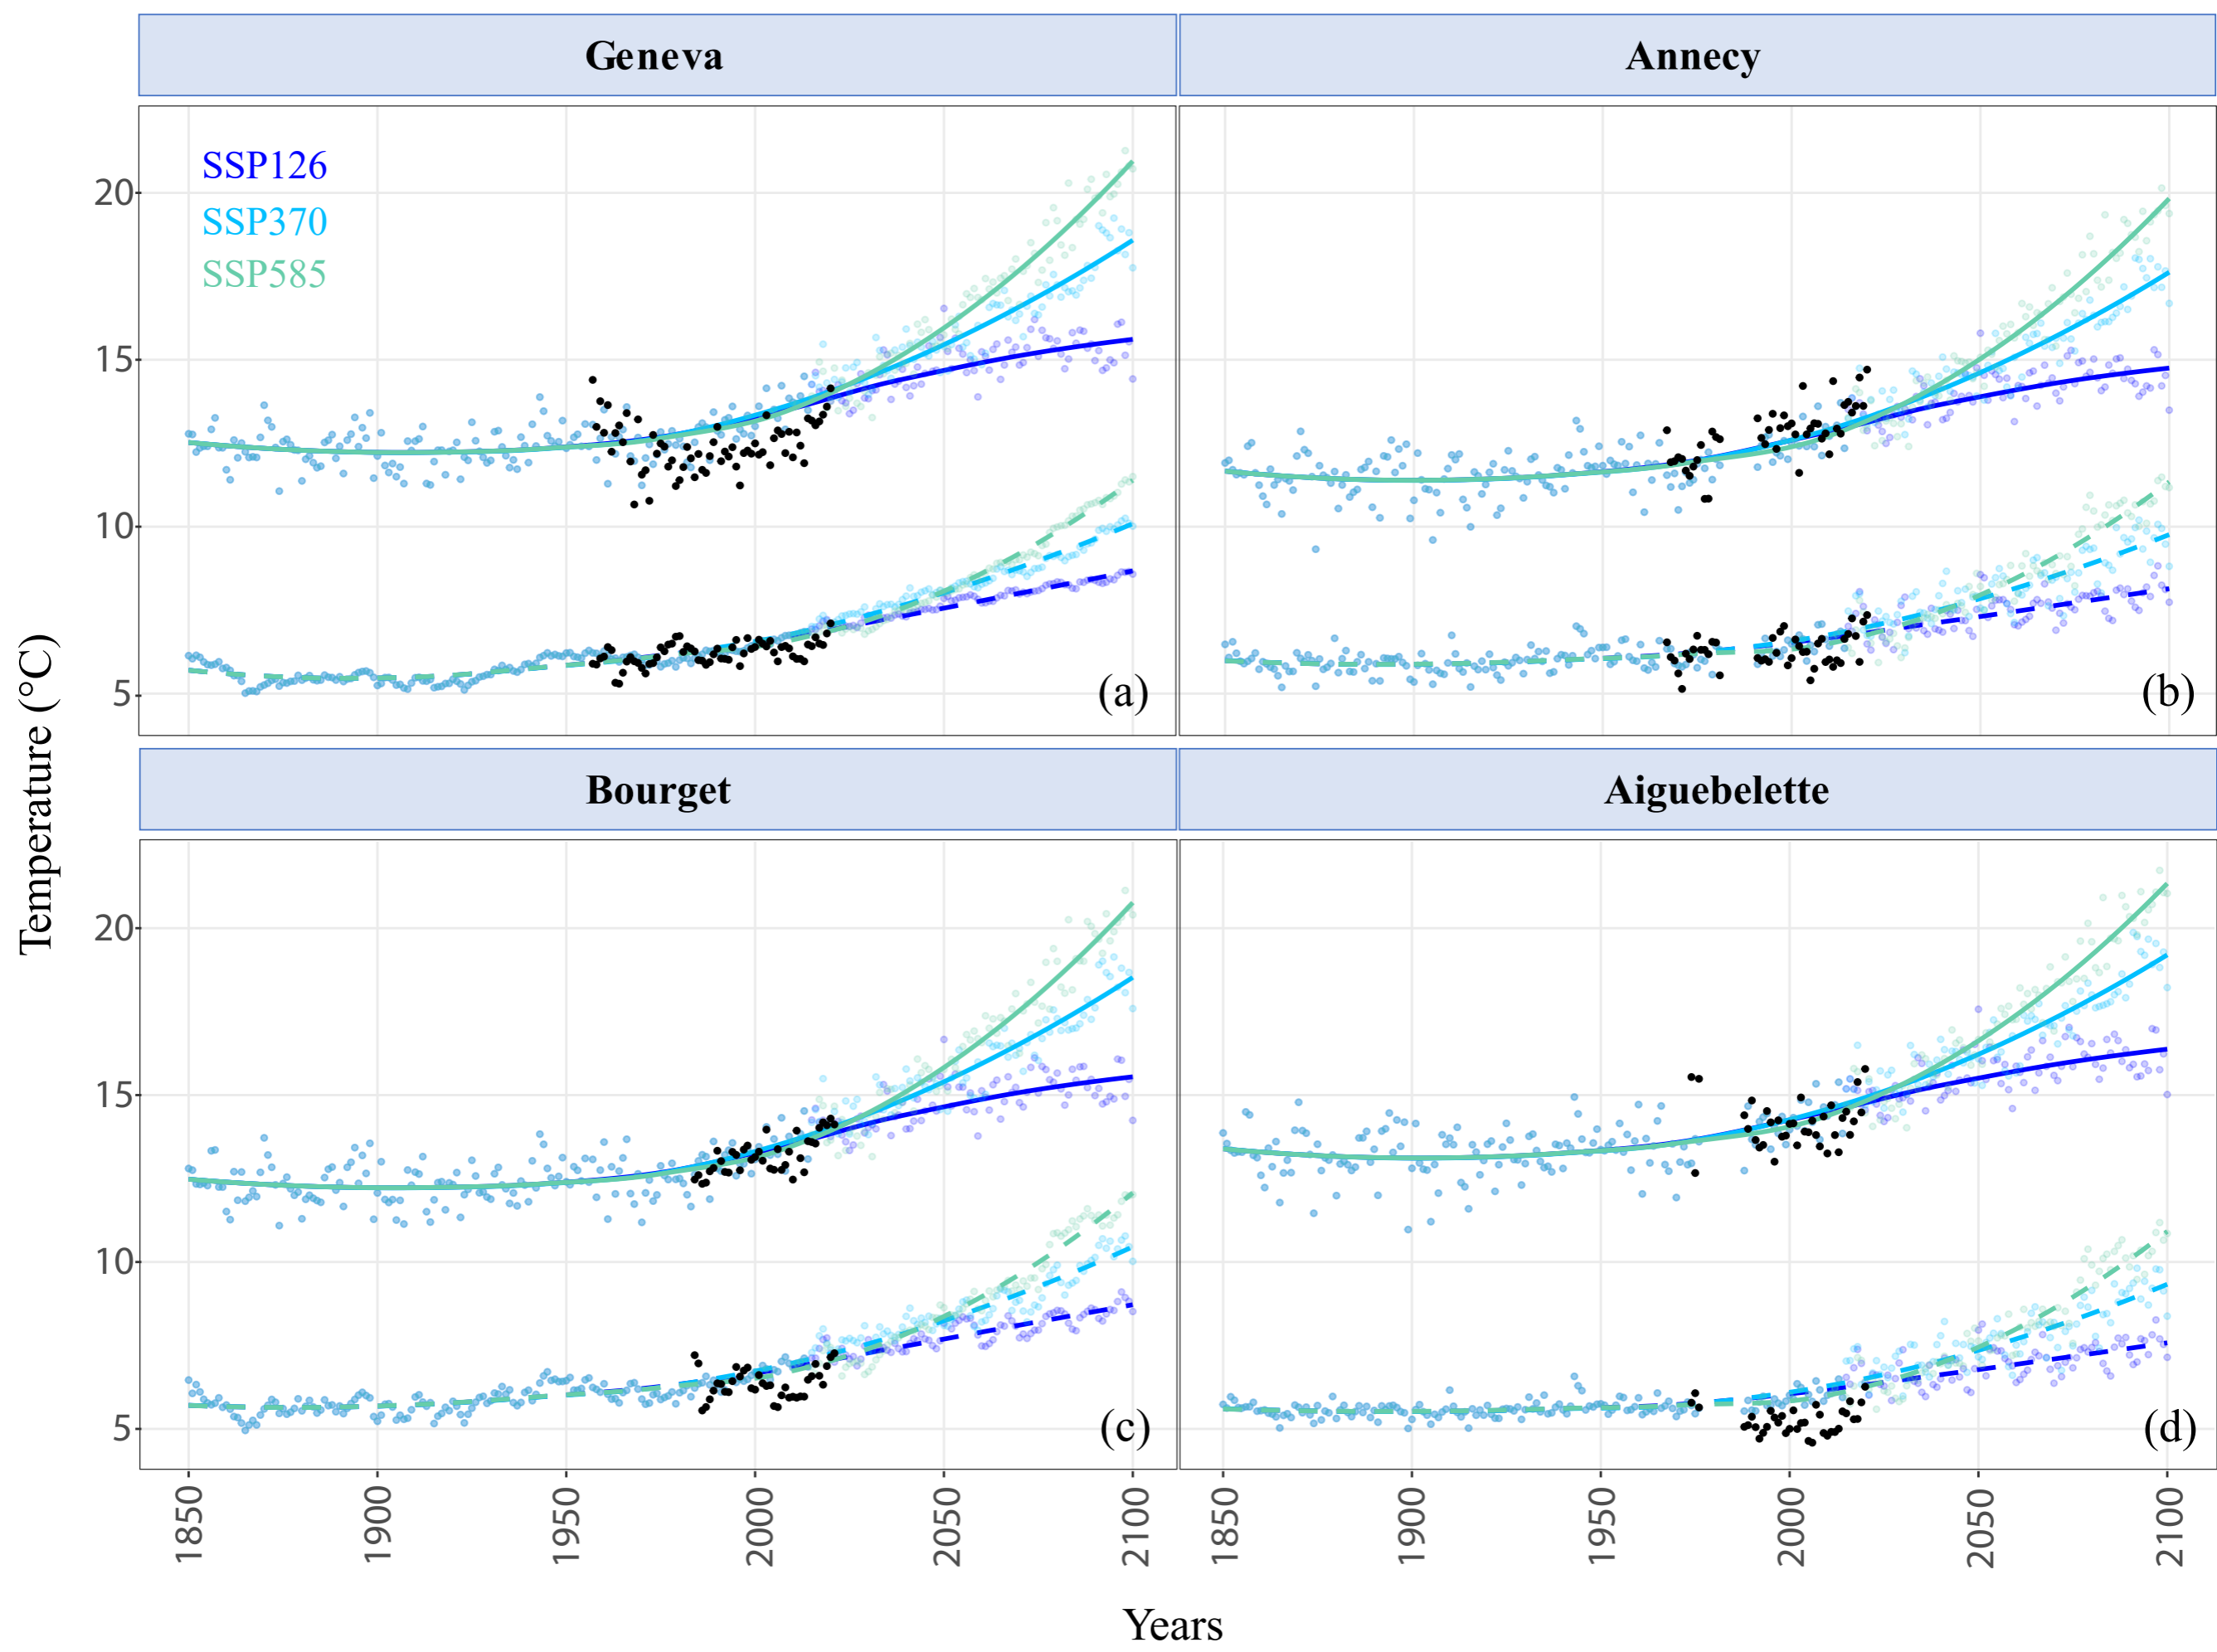 Geneva
Annecy
SSP126
SSP370
SSP585
20
15
10
5
(a)
(b)
Temperature (°C)
Bourget
Aiguebelette
20
15
10
5
(c)
(d)
1850 1900 1950 2000 2050 2100
1850 1900 1950 2000 2050 2100
Years